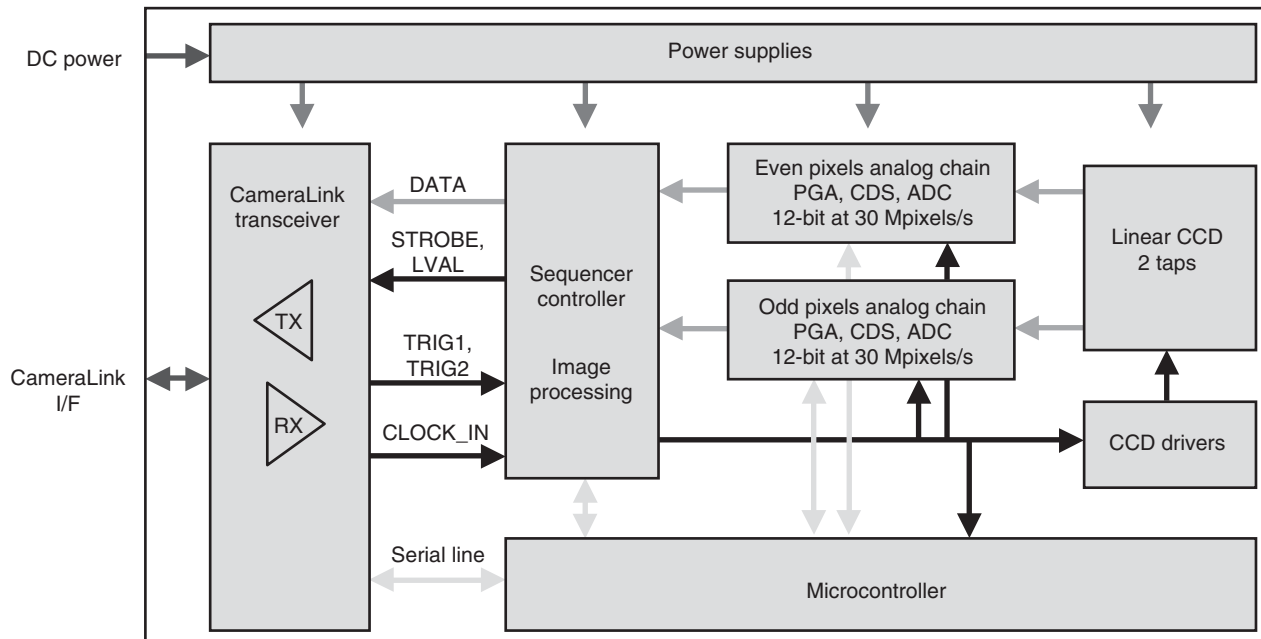 DC power
Power supplies
CameraLink
transceiver
TX
RX
CameraLink
I/F
DATA
STROBE,
LVAL
TRIG1,
TRIG2
CLOCK_IN
Serial line
Sequencer
controller
Image
processing
Even pixels analog chain
PGA, CDS, ADC
12-bit at 30 Mpixels/s
Odd pixels analog chain
PGA, CDS, ADC
12-bit at 30 Mpixels/s
Linear CCD
2 taps
CCD drivers
Microcontroller